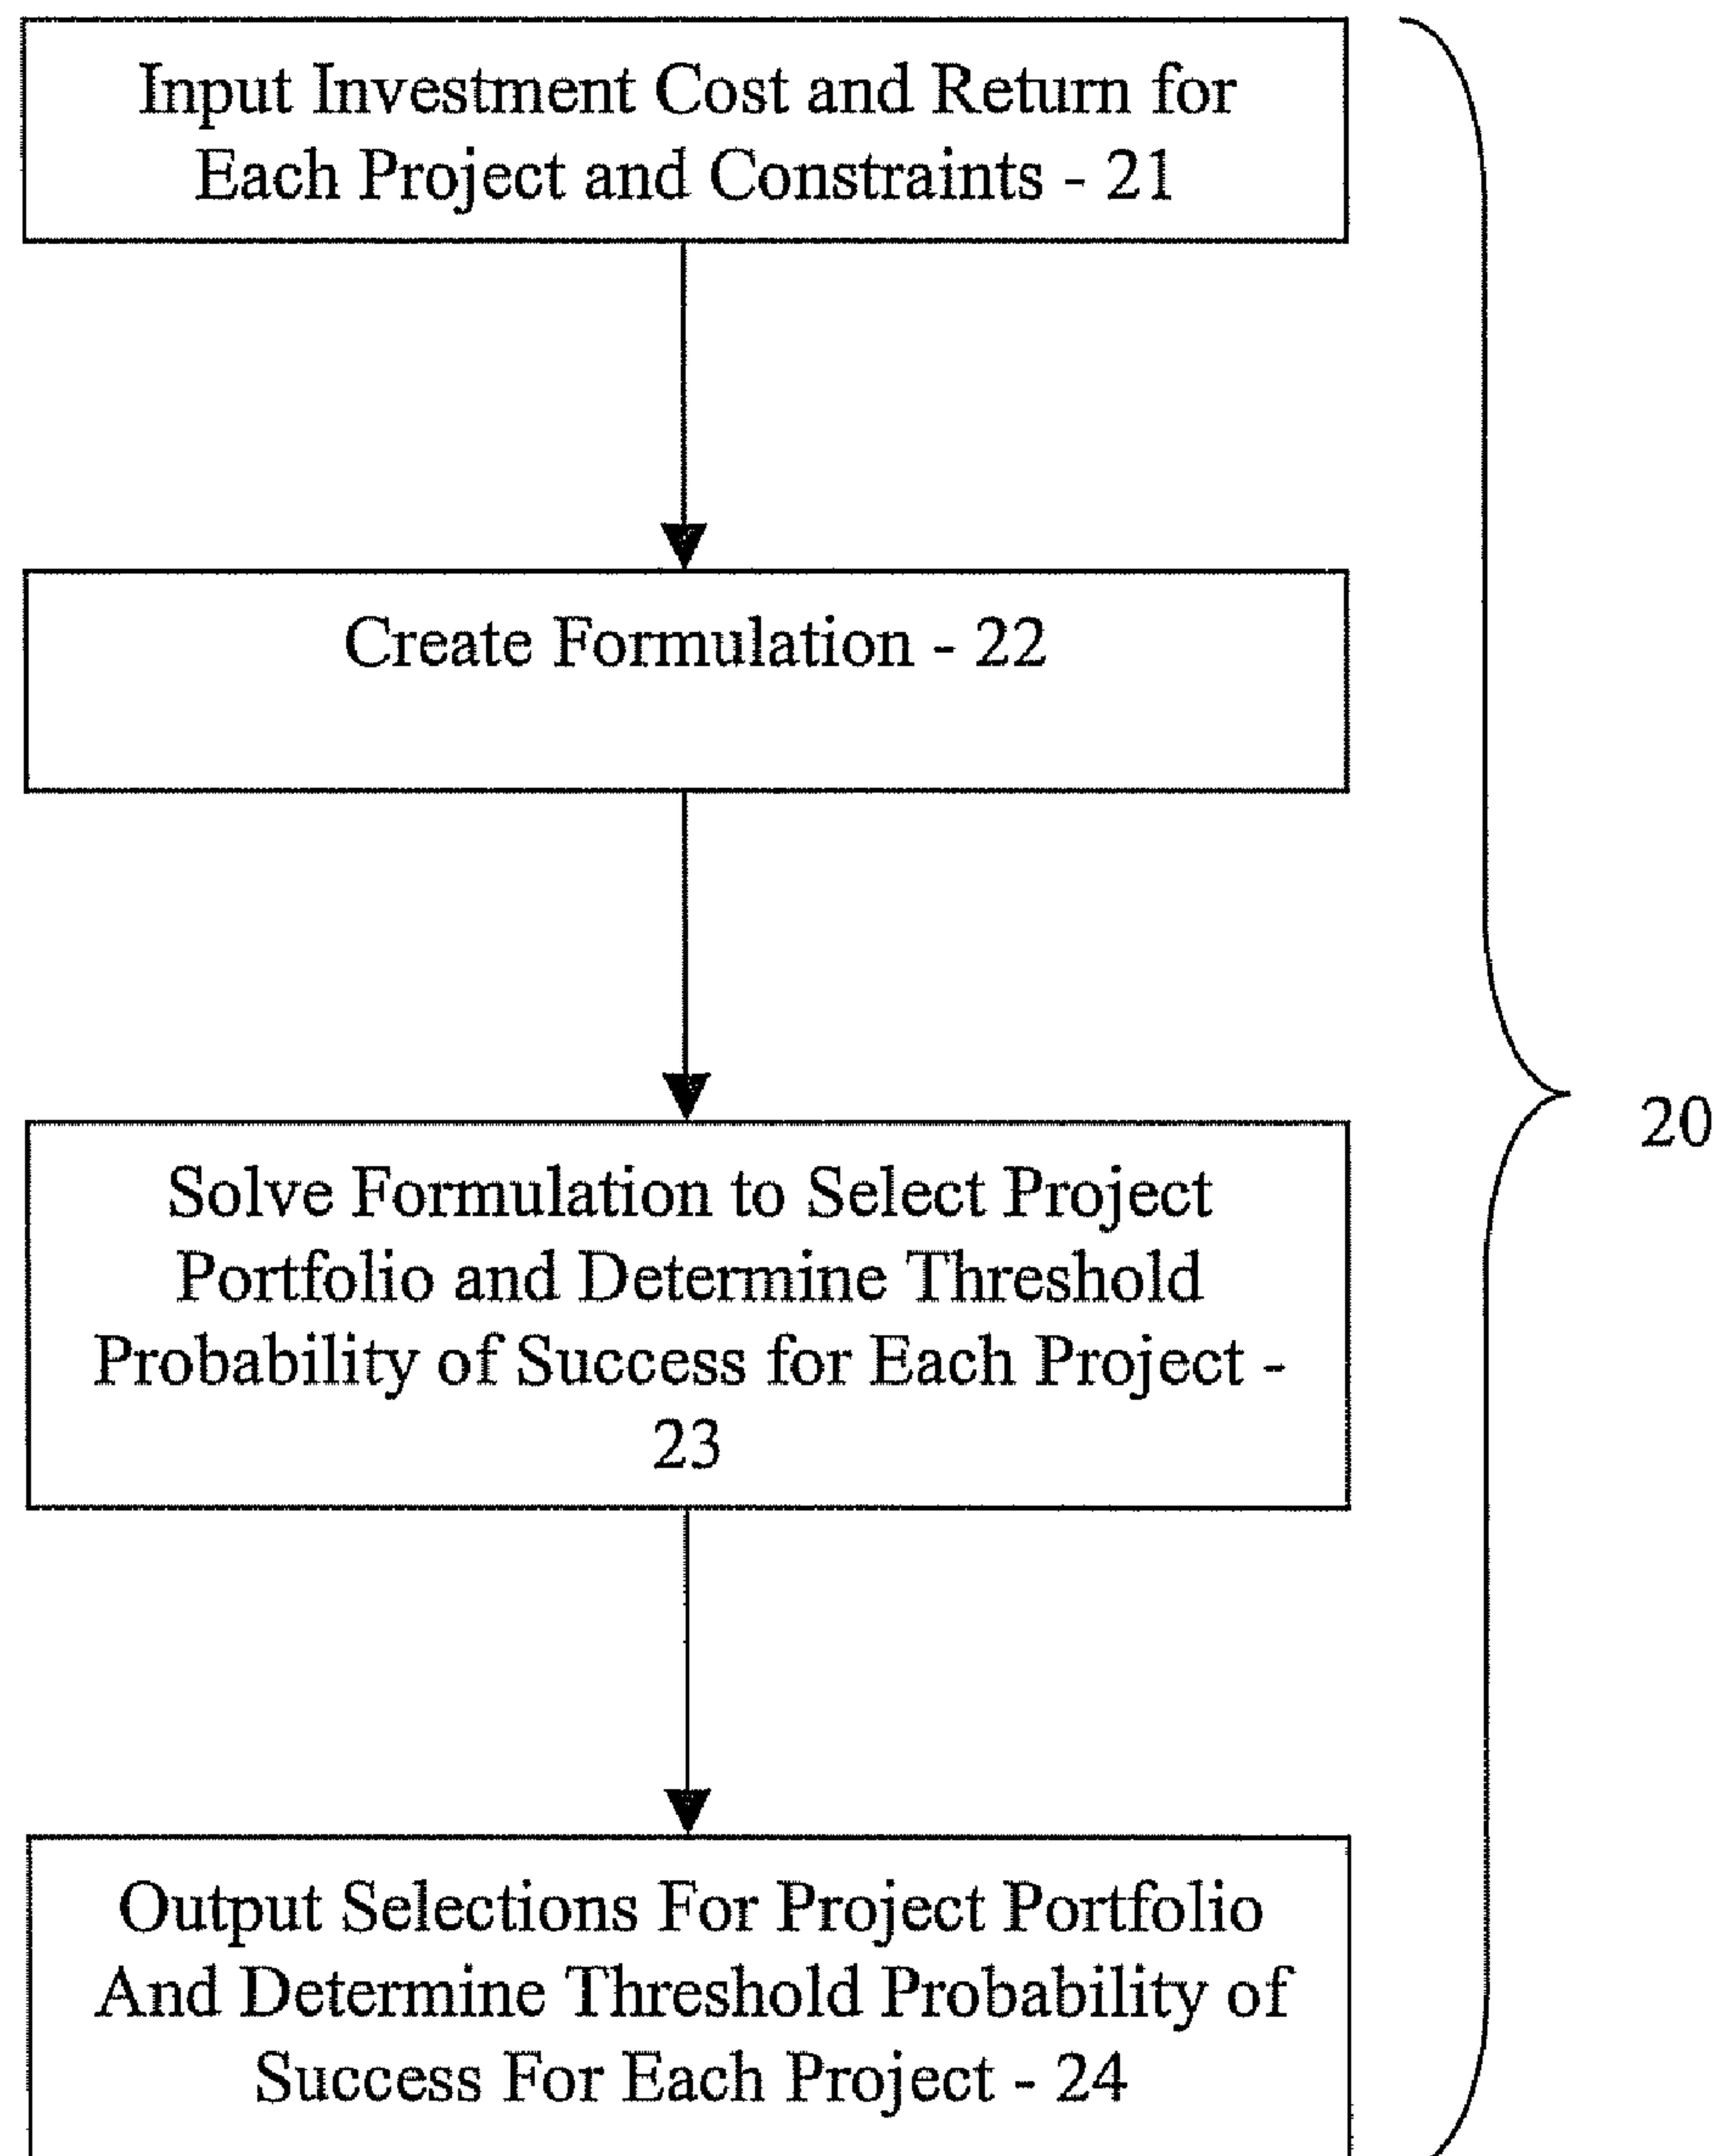 Input Investment Cost and Return for
Each Project and Constraints - 21
Create Formulation - 22
Solve Formulation to Select Project
Portfolio and Determine Threshold
Probability of Success for Each Project -
23
20
Output Selections For Project Portfolio
And Determine Threshold Probability of
Success For Each Project - 24